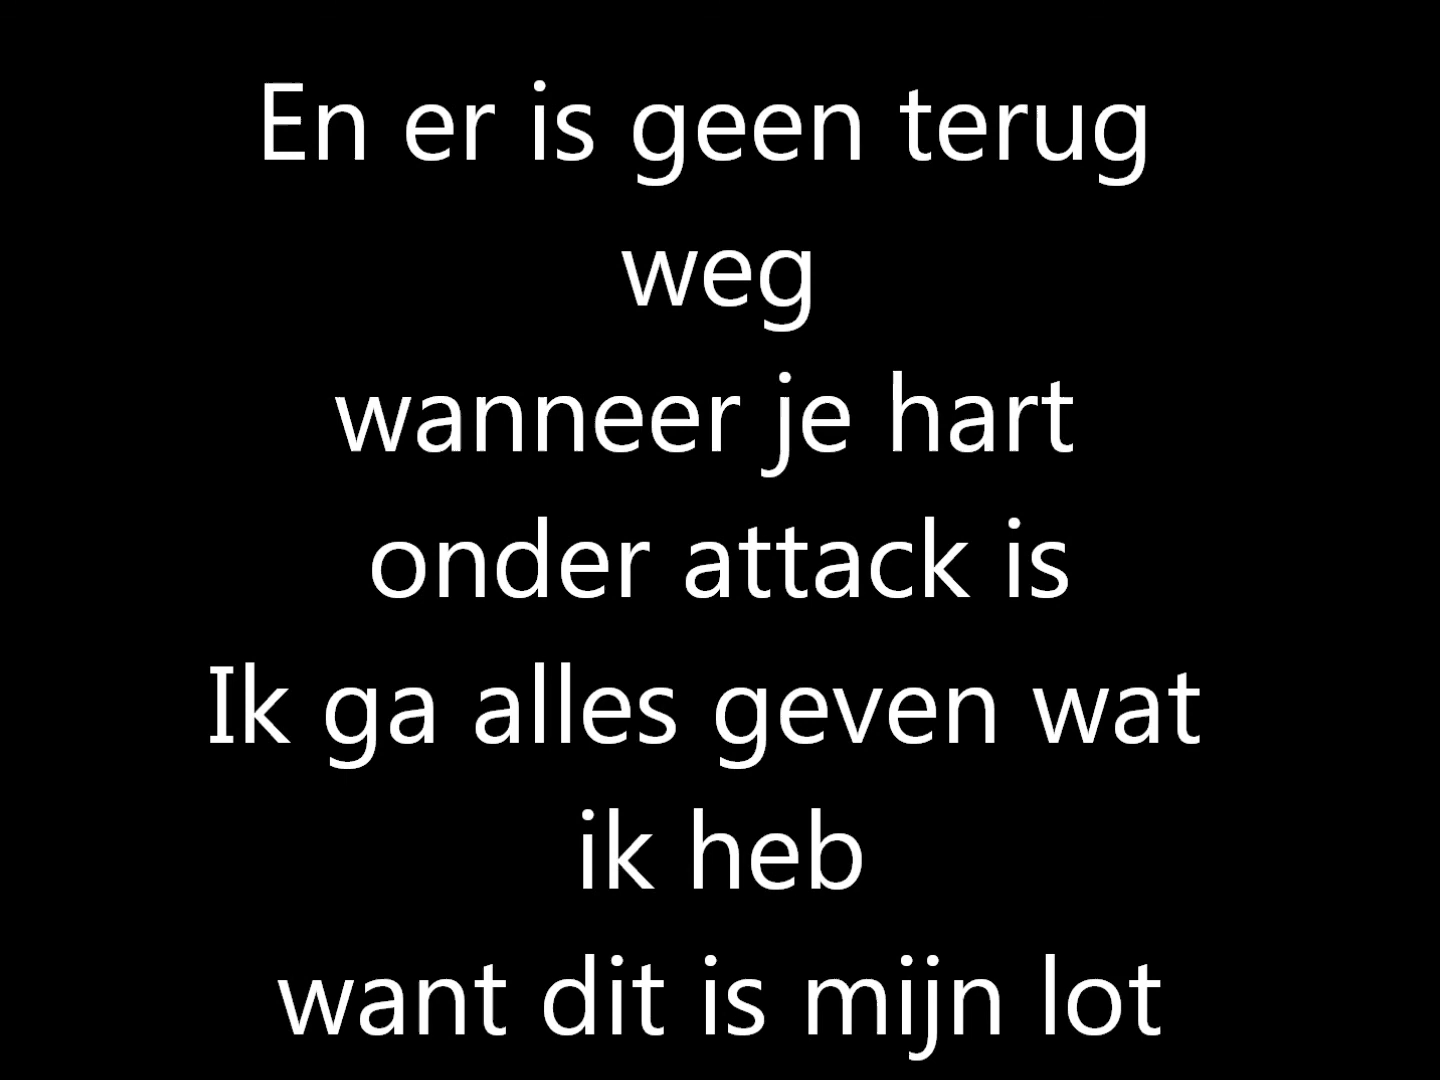 En er is geen terug
weg
wanneer je hart
onder attack is
Ik ga alles geven wat
ik heb
want dit is mijn lot